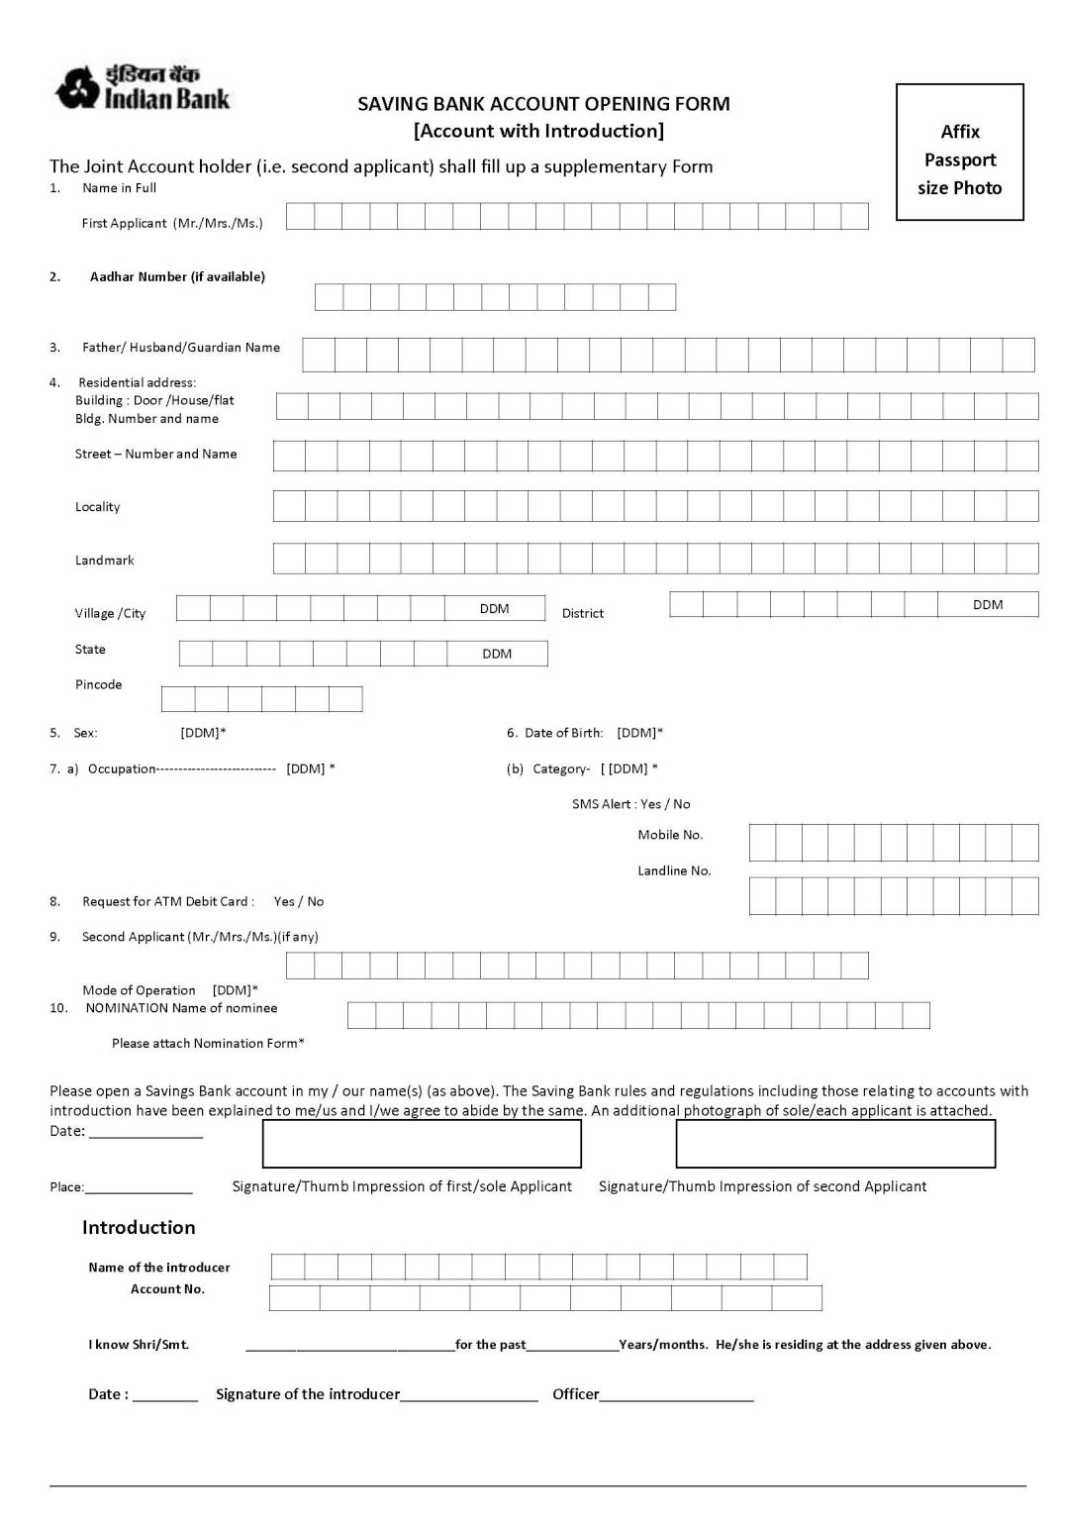 इंडियन बैंक
Indian Bank
SAVING BANK ACCOUNT OPENING FORM
[Account with Introduction]
Affix
Passport
size Photo
The Joint Account holder (i.e. second applicant) shall fill up a supplementary Form
1. Name in Full
First Applicant (Mr./Mrs./Ms.)
2. Aadhar Number (if available)
3. Father/ Husband/Guardian Name
4. Residential address:
Building : Door /House/flat
Bldg. Number and name
Street – Number and Name
Locality
Landmark
Village /City DDM District DDM
State DDM
Pincode
5. Sex: [DDM]* 6. Date of Birth: [DDM]*
7. a) Occupation--------------------------- [DDM] * (b) Category- [ [DDM] *
SMS Alert : Yes / No
Mobile No.
Landline No.
8. Request for ATM Debit Card : Yes / No
9. Second Applicant (Mr./Mrs./Ms.)(if any)
Mode of Operation [DDM]*
10. NOMINATION Name of nominee
Please attach Nomination Form*
Please open a Savings Bank account in my / our name(s) (as above). The Saving Bank rules and regulations including those relating to accounts with
introduction have been explained to me/us and I/we agree to abide by the same. An additional photograph of sole/each applicant is attached.
Date: _______________
Place:_______________ Signature/Thumb Impression of first/sole Applicant Signature/Thumb Impression of second Applicant
Introduction
Name of the introducer
Account No.
I know Shri/Smt. ___________________________for the past____________Years/months. He/she is residing at the address given above.
Date : ________ Signature of the introducer_________________ Officer___________________